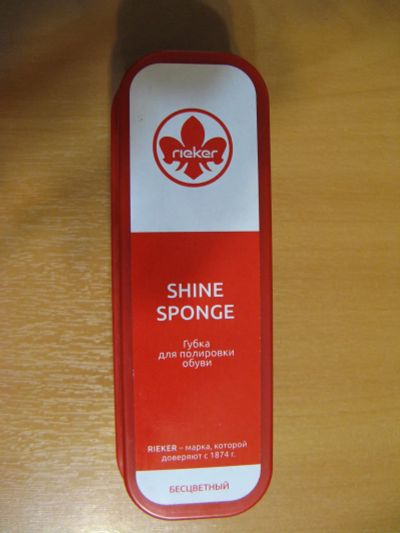 rieker
SHINE
SPONGE
Губка
для полировки
обуви
RIEKER – марка, которой
доверяют с 1874 г.
БЕСЦВЕТНЫЙ